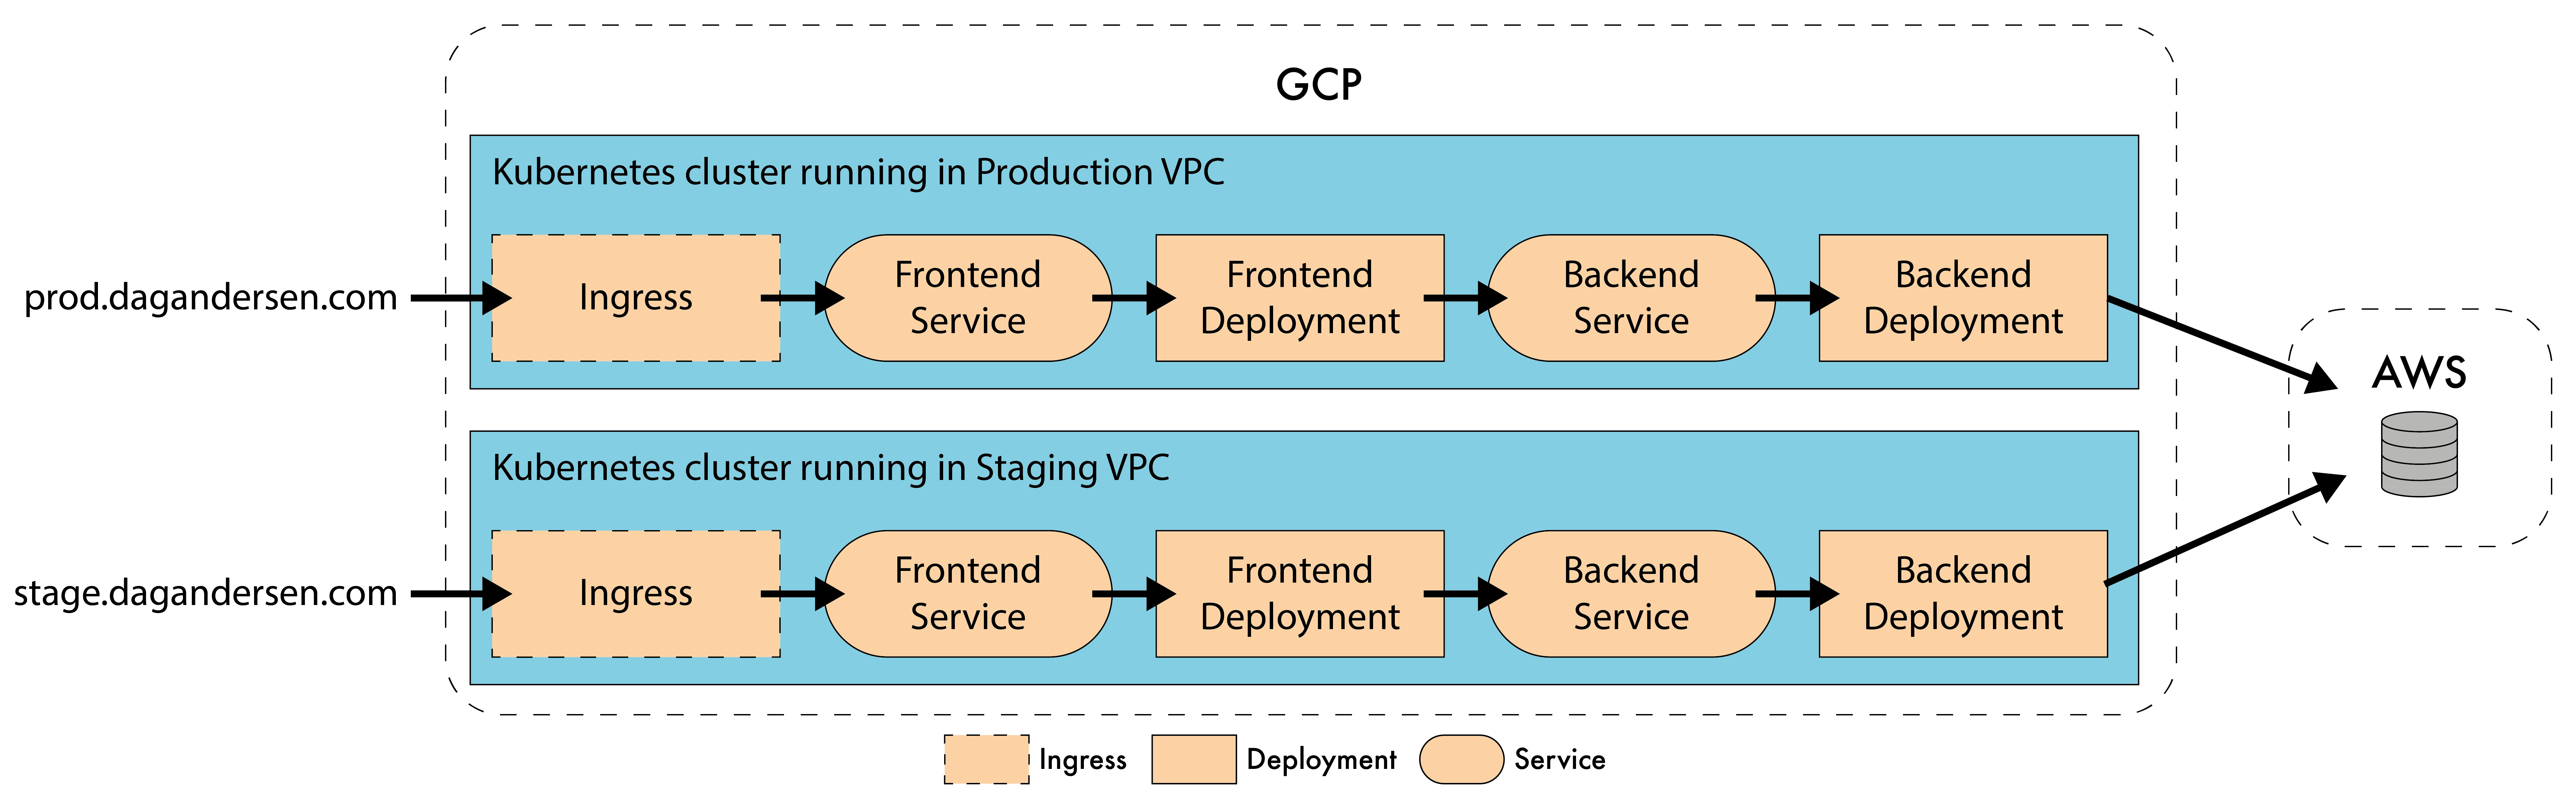 GCP
Kubernetes cluster running in Production VPC
prod.dagandersen.com
Ingress
Frontend
Service
Frontend
Deployment
Backend
Service
Backend
Deployment
AWS
Kubernetes cluster running in Staging VPC
stage.dagandersen.com
Ingress
Frontend
Service
Frontend
Deployment
Backend
Service
Backend
Deployment
Ingress
Deployment
Service